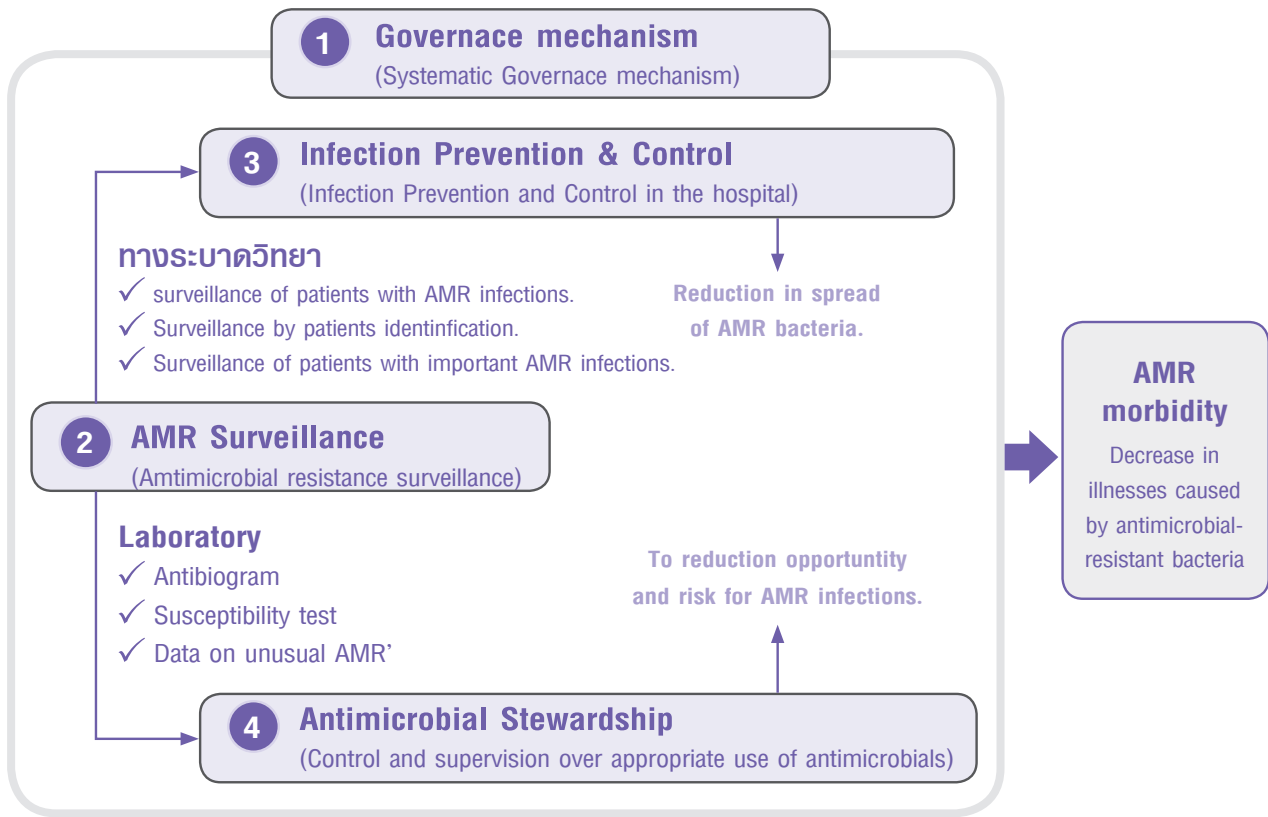 1 Governace mechanism
(Systematic Governace mechanism)
3 Infection Prevention & Control
(Infection Prevention and Control in the hospital)
ทางระบาดวิทยา
✓ surveillance of patients with AMR infections.
✓ Surveillance by patients identinfication.
✓ Surveillance of patients with important AMR infections.
Reduction in spread
of AMR bacteria.
2 AMR Surveillance
(Amtimicrobial resistance surveillance)
Laboratory
✓ Antibiogram
✓ Susceptibility test
✓ Data on unusual AMR’
To reduction opportuntity
and risk for AMR infections.
4 Antimicrobial Stewardship
(Control and supervision over appropriate use of antimicrobials)
AMR
morbidity
Decrease in
illnesses caused
by antimicrobial-
resistant bacteria